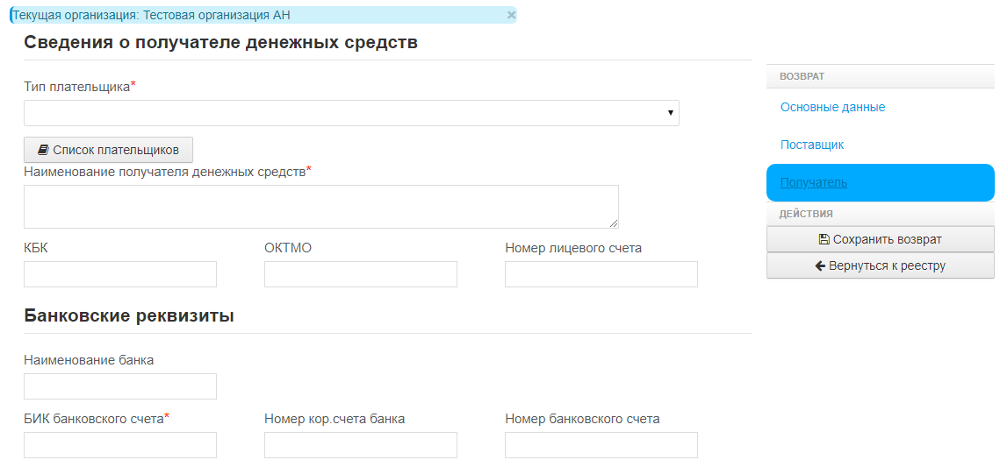 Текущая организация: Тестовая организация АН ×
Сведения о получателе денежных средств
Тип плательщика*
Список плательщиков
Наименование получателя денежных средств*
КБК ОКТМО Номер лицевого счета
Банковские реквизиты
Наименование банка
БИК банковского счета* Номер кор.счета банка Номер банковского счета
ВОЗВРАТ
Основные данные
Поставщик
Получатель
ДЕЙСТВИЯ
Сохранить возврат
Вернуться к реестру